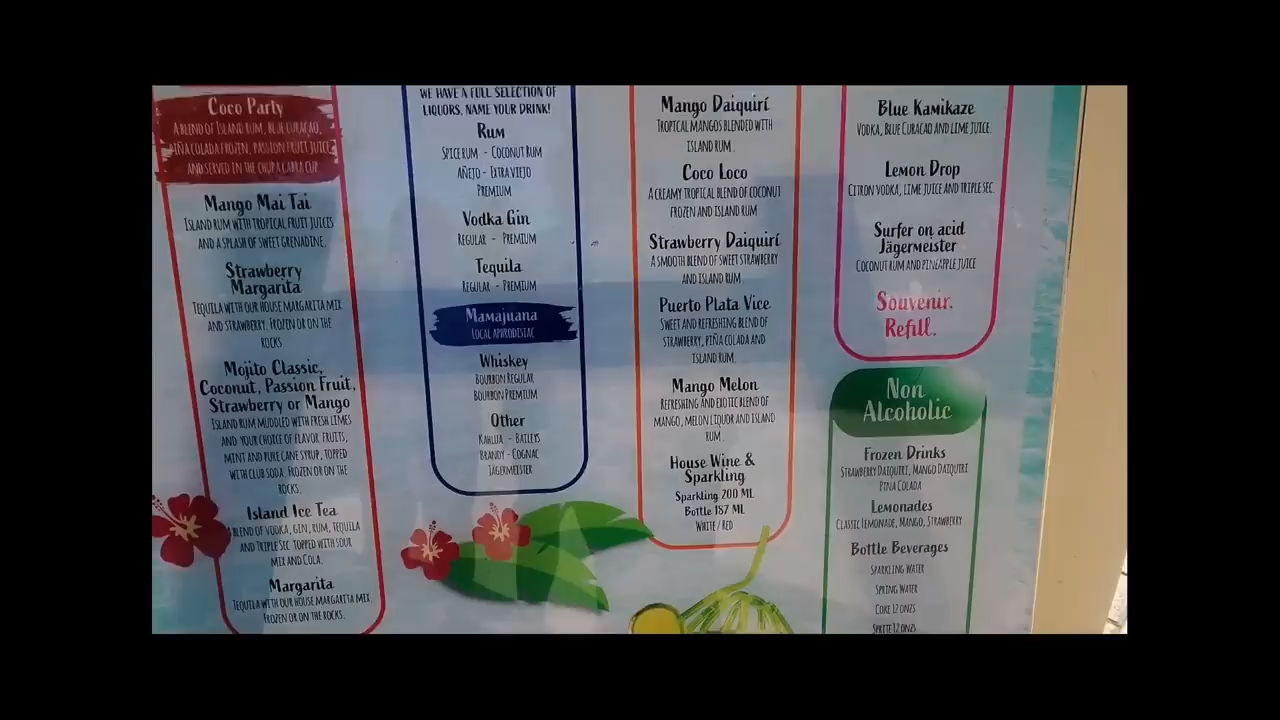 Coco Party
A blend of Island Rum, Blue Curacao,
Piña Colada Frozen, Passion Fruit Juice
and served in the Chupa Cabra Cup
Mango Mai Tai
Island Rum with Tropical Fruit Juices
and a splash of sweet Grenadine.
Strawberry
Margarita
Tequila with our house Margarita mix
and strawberry. Frozen or on the
rocks
Mojito Classic,
Coconut, Passion Fruit,
Strawberry or Mango
Island Rum muddled with fresh limes
and your choice of flavor fruits,
mint and pure cane syrup, topped
with club soda. Frozen or on the
rocks.
Island Ice Tea
A blend of Vodka, Gin, Rum, Tequila
and Triple Sec topped with sour
mix and Cola.
Margarita
Tequila with our house Margarita mix
Frozen or on the rocks.
WE HAVE A FULL SELECTION OF
LIQUORS, NAME YOUR DRINK!
Rum
Spice Rum - Coconut Rum
Añejo - Extra Viejo
Premium
Vodka Gin
Regular - Premium
Tequila
Regular - Premium
Mamajuana
Local Aphrodisiac
Whiskey
Bourbon Regular
Bourbon Premium
Other
Kahlua - Baileys
Brandy - Cognac
Jägermeister
Mango Daiquirí
Tropical mangos blended with
Island Rum.
Coco Loco
A creamy tropical blend of coconut
frozen and Island Rum
Strawberry Daiquirí
A smooth blend of sweet strawberry
and Island Rum
Puerto Plata Vice
Sweet and refreshing blend of
strawberry, Piña Colada and
Island Rum.
Mango Melon
Refreshing and exotic blend of
mango, melon liquor and Island
Rum.
House Wine &
Sparkling
Sparkling 200 ML
Bottle 187 ML
White / Red
Blue Kamikaze
Vodka, Blue Curacao and lime juice.
Lemon Drop
Citron Vodka, lime juice and Triple Sec
Surfer on acid
Jägermeister
Coconut Rum and pineapple juice
Souvenir.
Refill.
Non
Alcoholic
Frozen Drinks
Strawberry Daiquiri, Mango Daiquiri
Pina Colada
Lemonades
Classic Lemonade, Mango, Strawberry
Bottle Beverages
Sparkling Water
Spring Water
Coke 12 onzs
Sprite 12 onzs